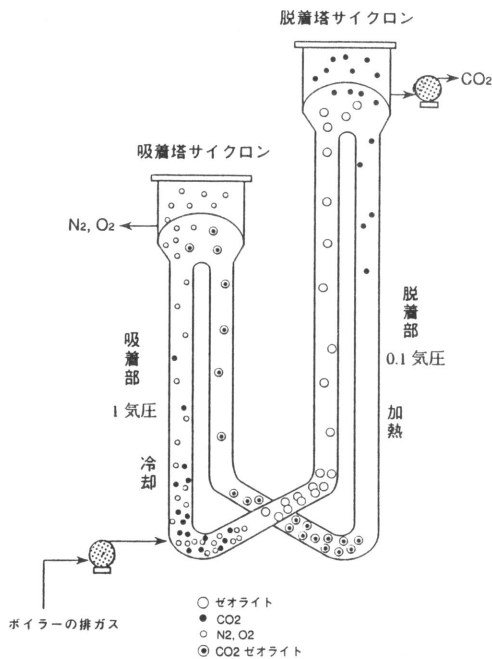 脱着塔サイクロン
CO2
吸着塔サイクロン
N2, O2
脱着部
0.1 気圧
加熱
吸着部
1 気圧
冷却
ボイラーの排ガス
ゼオライト
CO2
N2, O2
CO2 ゼオライト